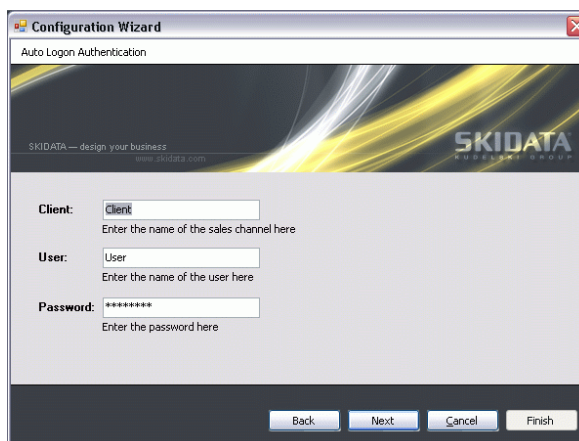 Configuration Wizard
Auto Logon Authentication
SKIDATA — design your business
www.skidata.com
SKIDATA
KUDELSKI GROUP
Client: Client
Enter the name of the sales channel here
User: User
Enter the name of the user here
Password: ********
Enter the password here
Back Next Cancel Finish